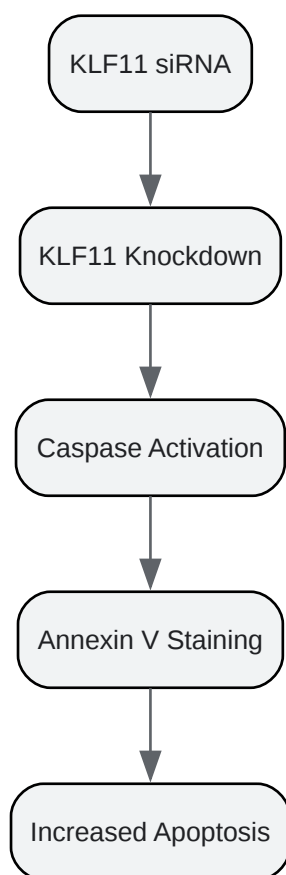 KLF11 siRNA
KLF11 Knockdown
Caspase Activation
Annexin V Staining
Increased Apoptosis